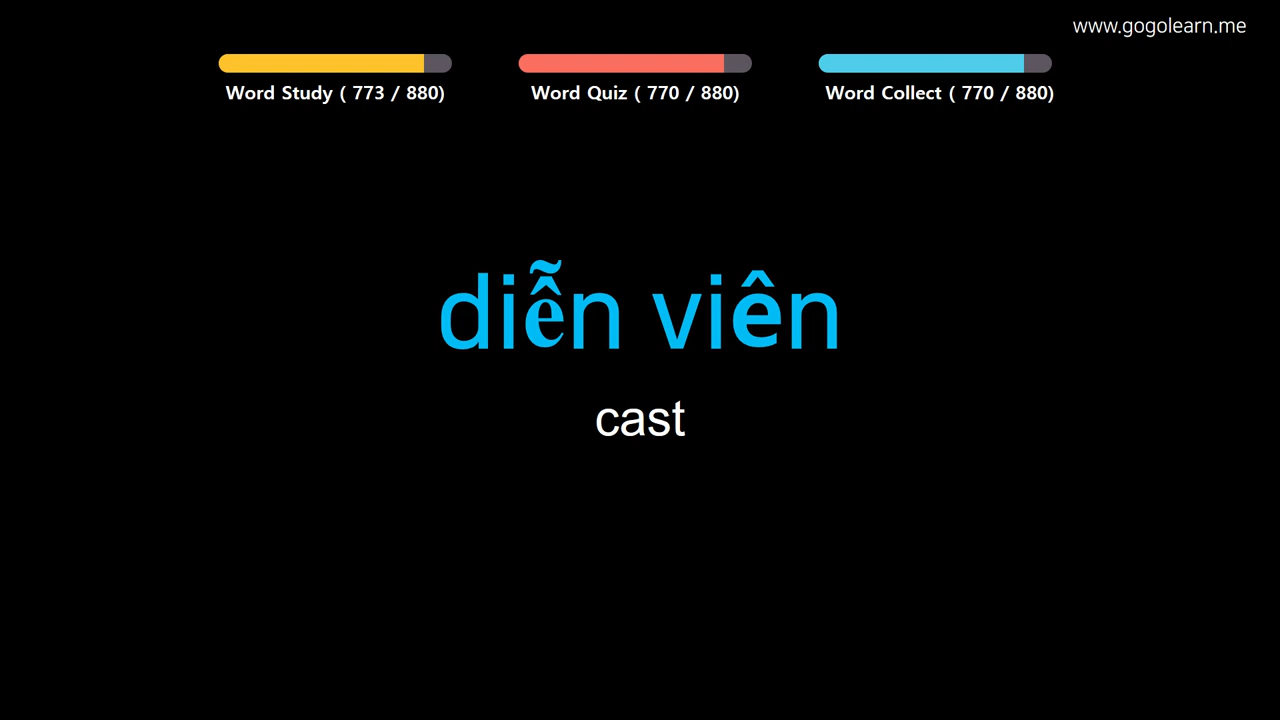 www.gogolearn.me
Word Study ( 773 / 880)
Word Quiz ( 770 / 880)
Word Collect ( 770 / 880)
diễn viên
cast